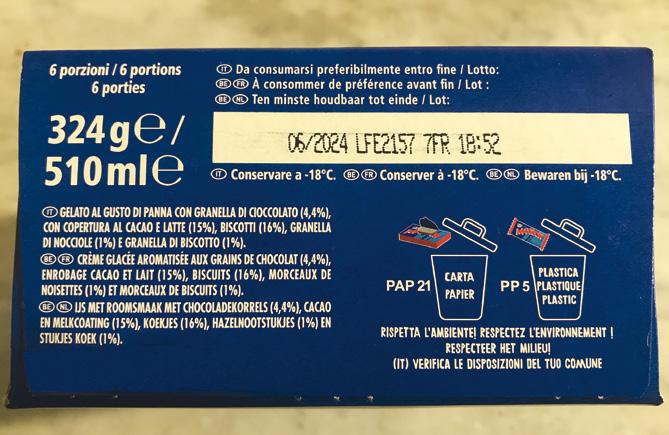 6 porzioni / 6 portions
6 porties
324 g℮ /
510 ml℮
IT Da consumarsi preferibilmente entro fine / Lotto:
BE FR À consommer de préférence avant fin / Lot :
BE NL Ten minste houdbaar tot einde / Lot:
06/2024 LFE2157 7FR 18:52
IT Conservare a -18°C. BE FR Conserver à -18°C. BE NL Bewaren bij -18°C.
IT GELATO AL GUSTO DI PANNA CON GRANELLA DI CIOCCOLATO (4,4%),
CON COPERTURA AL CACAO E LATTE (15%), BISCOTTI (16%), GRANELLA
DI NOCCIOLE (1%) E GRANELLA DI BISCOTTO (1%).
BE FR CRÈME GLACÉE AROMATISÉE AUX GRAINS DE CHOCOLAT (4,4%),
ENROBAGE CACAO ET LAIT (15%), BISCUITS (16%), MORCEAUX DE
NOISETTES (1%) ET MORCEAUX DE BISCUITS (1%).
BE NL IJS MET ROOMSMAAK MET CHOCOLADEKORRELS (4,4%), CACAO
EN MELKCOATING (15%), KOEKJES (16%), HAZELNOOTSTUKJES (1%) EN
STUKJES KOEK (1%).
PAP 21
CARTA
PAPIER
PP 5
PLASTICA
PLASTIQUE
PLASTIC
RISPETTA L'AMBIENTE! RESPECTEZ L'ENVIRONNEMENT !
RESPECTEER HET MILIEU!
(IT) VERIFICA LE DISPOSIZIONI DEL TUO COMUNE